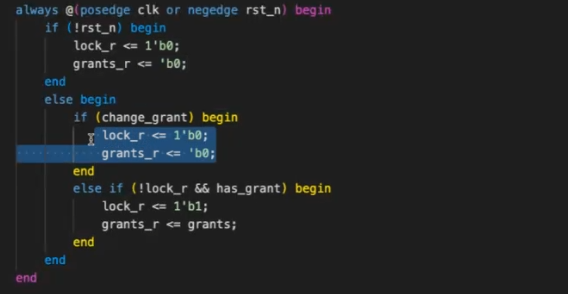 always @(posedge clk or negedge rst_n) begin
    if (!rst_n) begin
        lock_r <= 1'b0;
        grants_r <= 'b0;
    end
    else begin
        if (change_grant) begin
            lock_r <= 1'b0;
            grants_r <= 'b0;
        end
        else if (!lock_r && has_grant) begin
            lock_r <= 1'b1;
            grants_r <= grants;
        end
    end
end